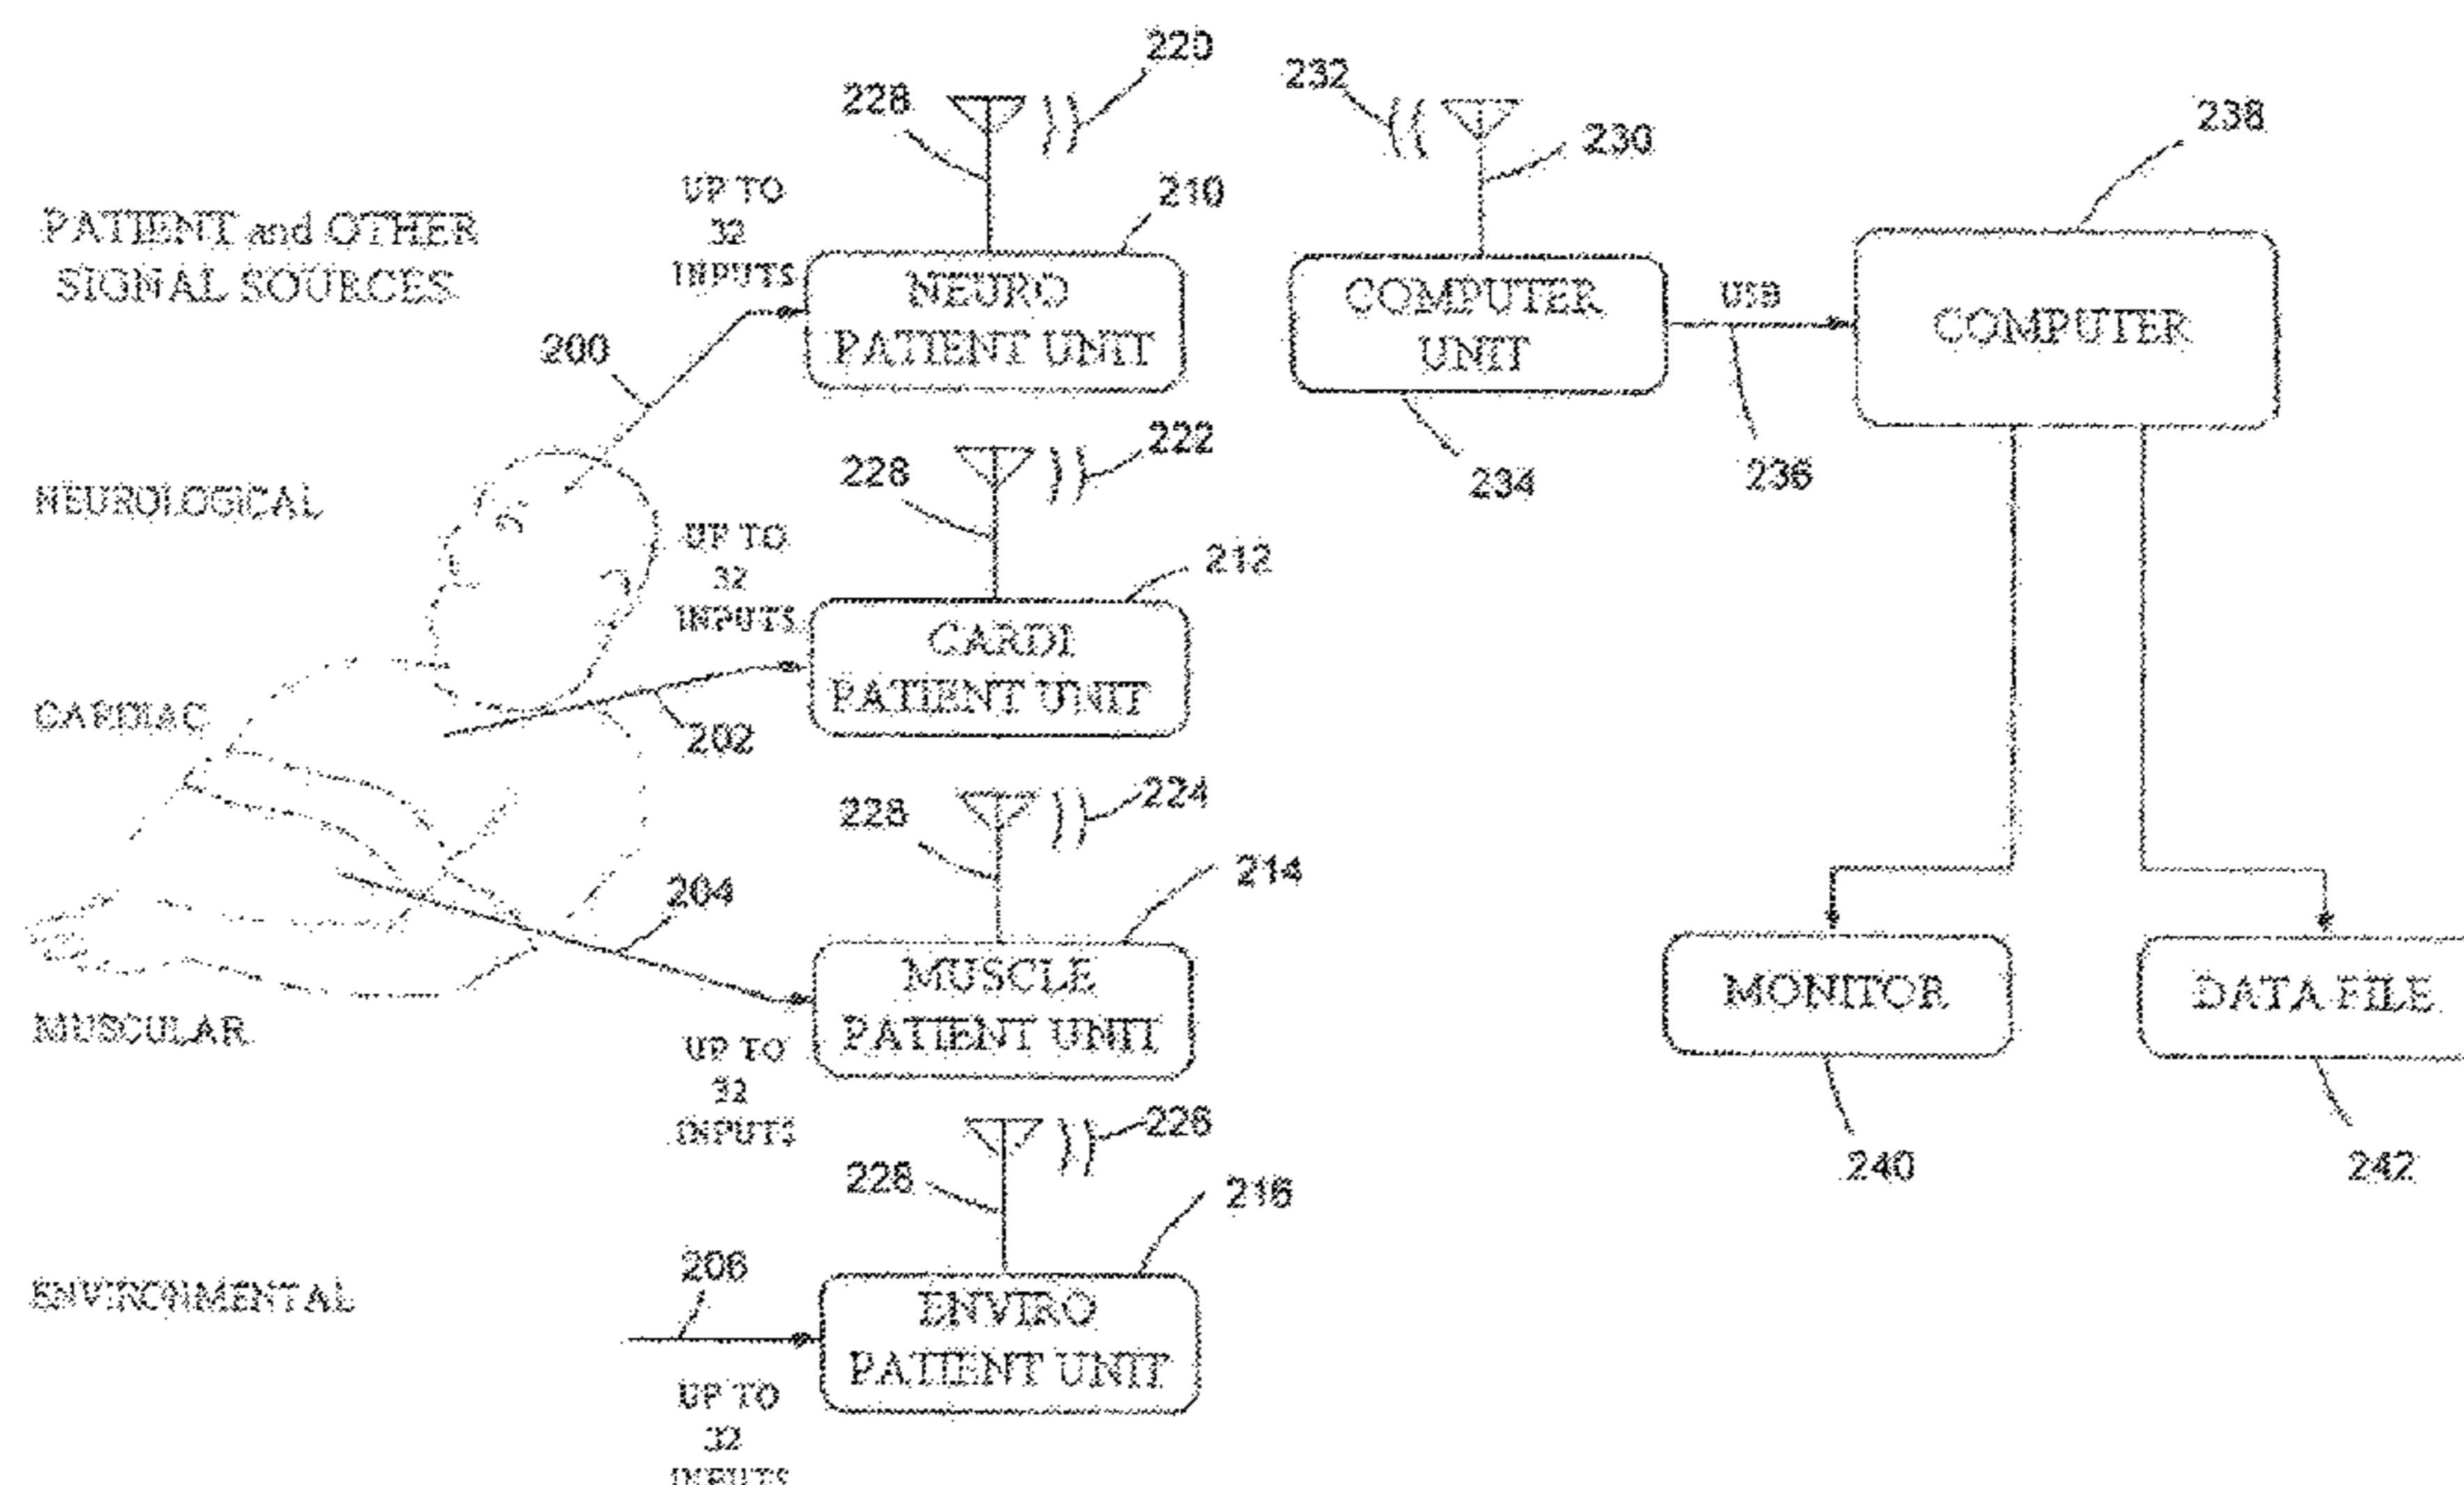 220
232
238
228
230
UP TO
32
INPUTS
210
PATIENT and OTHER
SIGNAL SOURCES
NEURO
PATIENT UNIT
COMPUTER
UNIT
USB
COMPUTER
200
222
228
234
236
NEUROLOGICAL
UP TO
32
INPUTS
212
CARDI
PATIENT UNIT
CARDIAC
202
224
228
214
204
MUSCLE
PATIENT UNIT
MONITOR
DATA FILE
MUSCULAR
UP TO
32
INPUTS
226
228
216
240
242
206
ENVIRONMENTAL
ENVIRO
PATIENT UNIT
UP TO
32
INPUTS